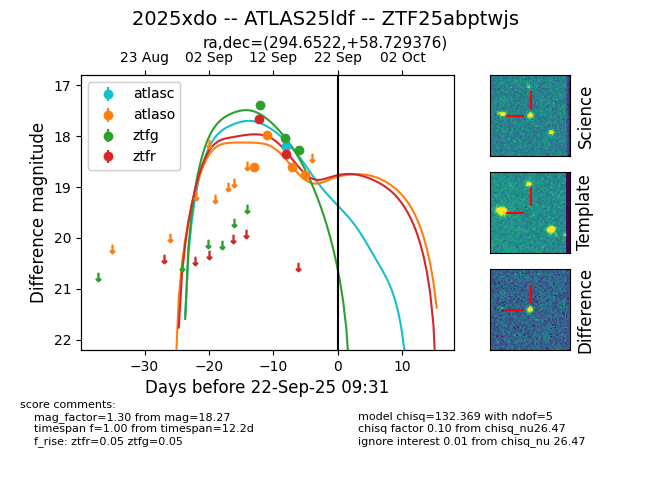 2025xdo -- ATLAS25ldf -- ZTF25abptwjs
ra,dec=(294.6522,+58.729376)
23 Aug 02 Sep 12 Sep 22 Sep 02 Oct
atlasc
atlaso
ztfg
ztfr
17
18
19
20
21
22
Difference magnitude
−30 −20 −10 0 10
Days before 22-Sep-25 09:31
Science
Template
Difference
score comments:
mag_factor=1.30 from mag=18.27
timespan f=1.00 from timespan=12.2d
f_rise: ztfr=0.05 ztfg=0.05
model chisq=132.369 with ndof=5
chisq factor 0.10 from chisq_nu26.47
ignore interest 0.01 from chisq_nu 26.47